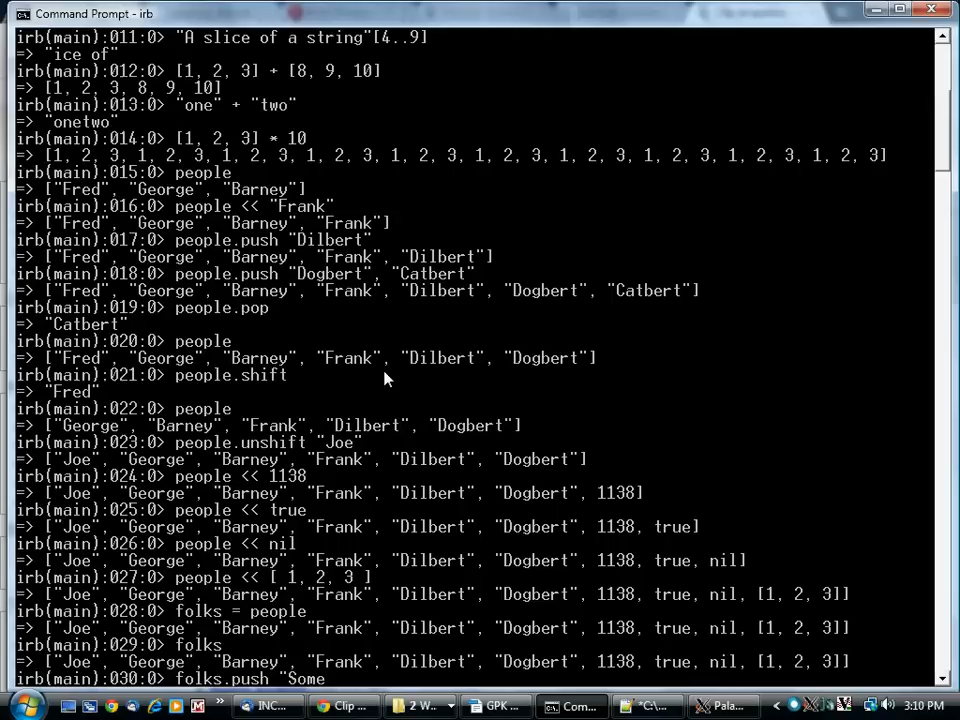 Command Prompt - irb
irb(main):011:0> "A slice of a string"[4..9]
=> "ice of"
irb(main):012:0> [1, 2, 3] + [8, 9, 10]
=> [1, 2, 3, 8, 9, 10]
irb(main):013:0> "one" + "two"
=> "onetwo"
irb(main):014:0> [1, 2, 3] * 10
=> [1, 2, 3, 1, 2, 3, 1, 2, 3, 1, 2, 3, 1, 2, 3, 1, 2, 3, 1, 2, 3, 1, 2, 3, 1, 2, 3, 1, 2, 3]
irb(main):015:0> people
=> ["Fred", "George", "Barney"]
irb(main):016:0> people << "Frank"
=> ["Fred", "George", "Barney", "Frank"]
irb(main):017:0> people.push "Dilbert"
=> ["Fred", "George", "Barney", "Frank", "Dilbert"]
irb(main):018:0> people.push "Dogbert", "Catbert"
=> ["Fred", "George", "Barney", "Frank", "Dilbert", "Dogbert", "Catbert"]
irb(main):019:0> people.pop
=> "Catbert"
irb(main):020:0> people
=> ["Fred", "George", "Barney", "Frank", "Dilbert", "Dogbert"]
irb(main):021:0> people.shift
=> "Fred"
irb(main):022:0> people
=> ["George", "Barney", "Frank", "Dilbert", "Dogbert"]
irb(main):023:0> people.unshift "Joe"
=> ["Joe", "George", "Barney", "Frank", "Dilbert", "Dogbert"]
irb(main):024:0> people << 1138
=> ["Joe", "George", "Barney", "Frank", "Dilbert", "Dogbert", 1138]
irb(main):025:0> people << true
=> ["Joe", "George", "Barney", "Frank", "Dilbert", "Dogbert", 1138, true]
irb(main):026:0> people << nil
=> ["Joe", "George", "Barney", "Frank", "Dilbert", "Dogbert", 1138, true, nil]
irb(main):027:0> people << [ 1, 2, 3 ]
=> ["Joe", "George", "Barney", "Frank", "Dilbert", "Dogbert", 1138, true, nil, [1, 2, 3]]
irb(main):028:0> folks = people
=> ["Joe", "George", "Barney", "Frank", "Dilbert", "Dogbert", 1138, true, nil, [1, 2, 3]]
irb(main):029:0> folks
=> ["Joe", "George", "Barney", "Frank", "Dilbert", "Dogbert", 1138, true, nil, [1, 2, 3]]
irb(main):030:0> folks.push "Some
INC... Clip ... 2 W... GPK ... Com... *C:\... Pala... 3:10 PM